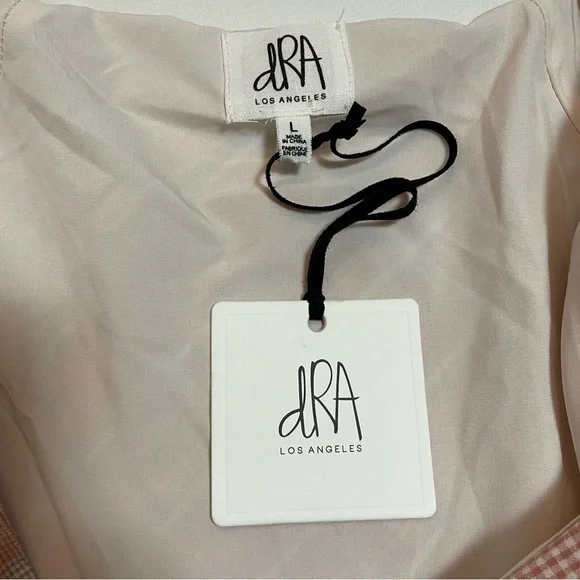 dRA
LOS ANGELES
L
MADE
IN CHINA
FABRIQUÉ
EN CHINE
dRA
LOS ANGELES